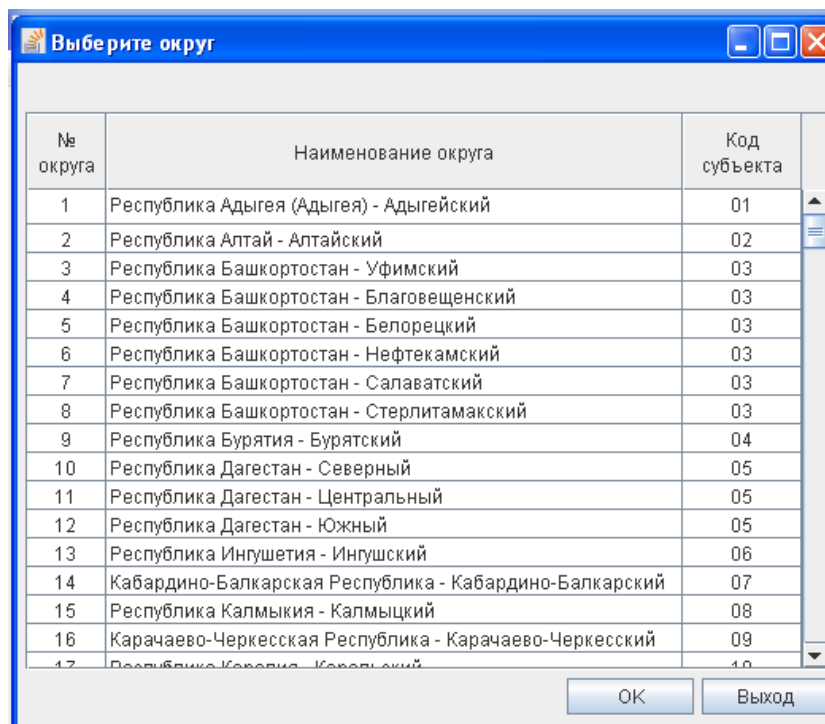 Выберите округ
№ округа Наименование округа Код субъекта
1 Республика Адыгея (Адыгея) - Адыгейский 01
2 Республика Алтай - Алтайский 02
3 Республика Башкортостан - Уфимский 03
4 Республика Башкортостан - Благовещенский 03
5 Республика Башкортостан - Белорецкий 03
6 Республика Башкортостан - Нефтекамский 03
7 Республика Башкортостан - Салаватский 03
8 Республика Башкортостан - Стерлитамакский 03
9 Республика Бурятия - Бурятский 04
10 Республика Дагестан - Северный 05
11 Республика Дагестан - Центральный 05
12 Республика Дагестан - Южный 05
13 Республика Ингушетия - Ингушский 06
14 Кабардино-Балкарская Республика - Кабардино-Балкарский 07
15 Республика Калмыкия - Калмыцкий 08
16 Карачаево-Черкесская Республика - Карачаево-Черкесский 09
17 Республика Карелия - Карельский 10
OK Выход